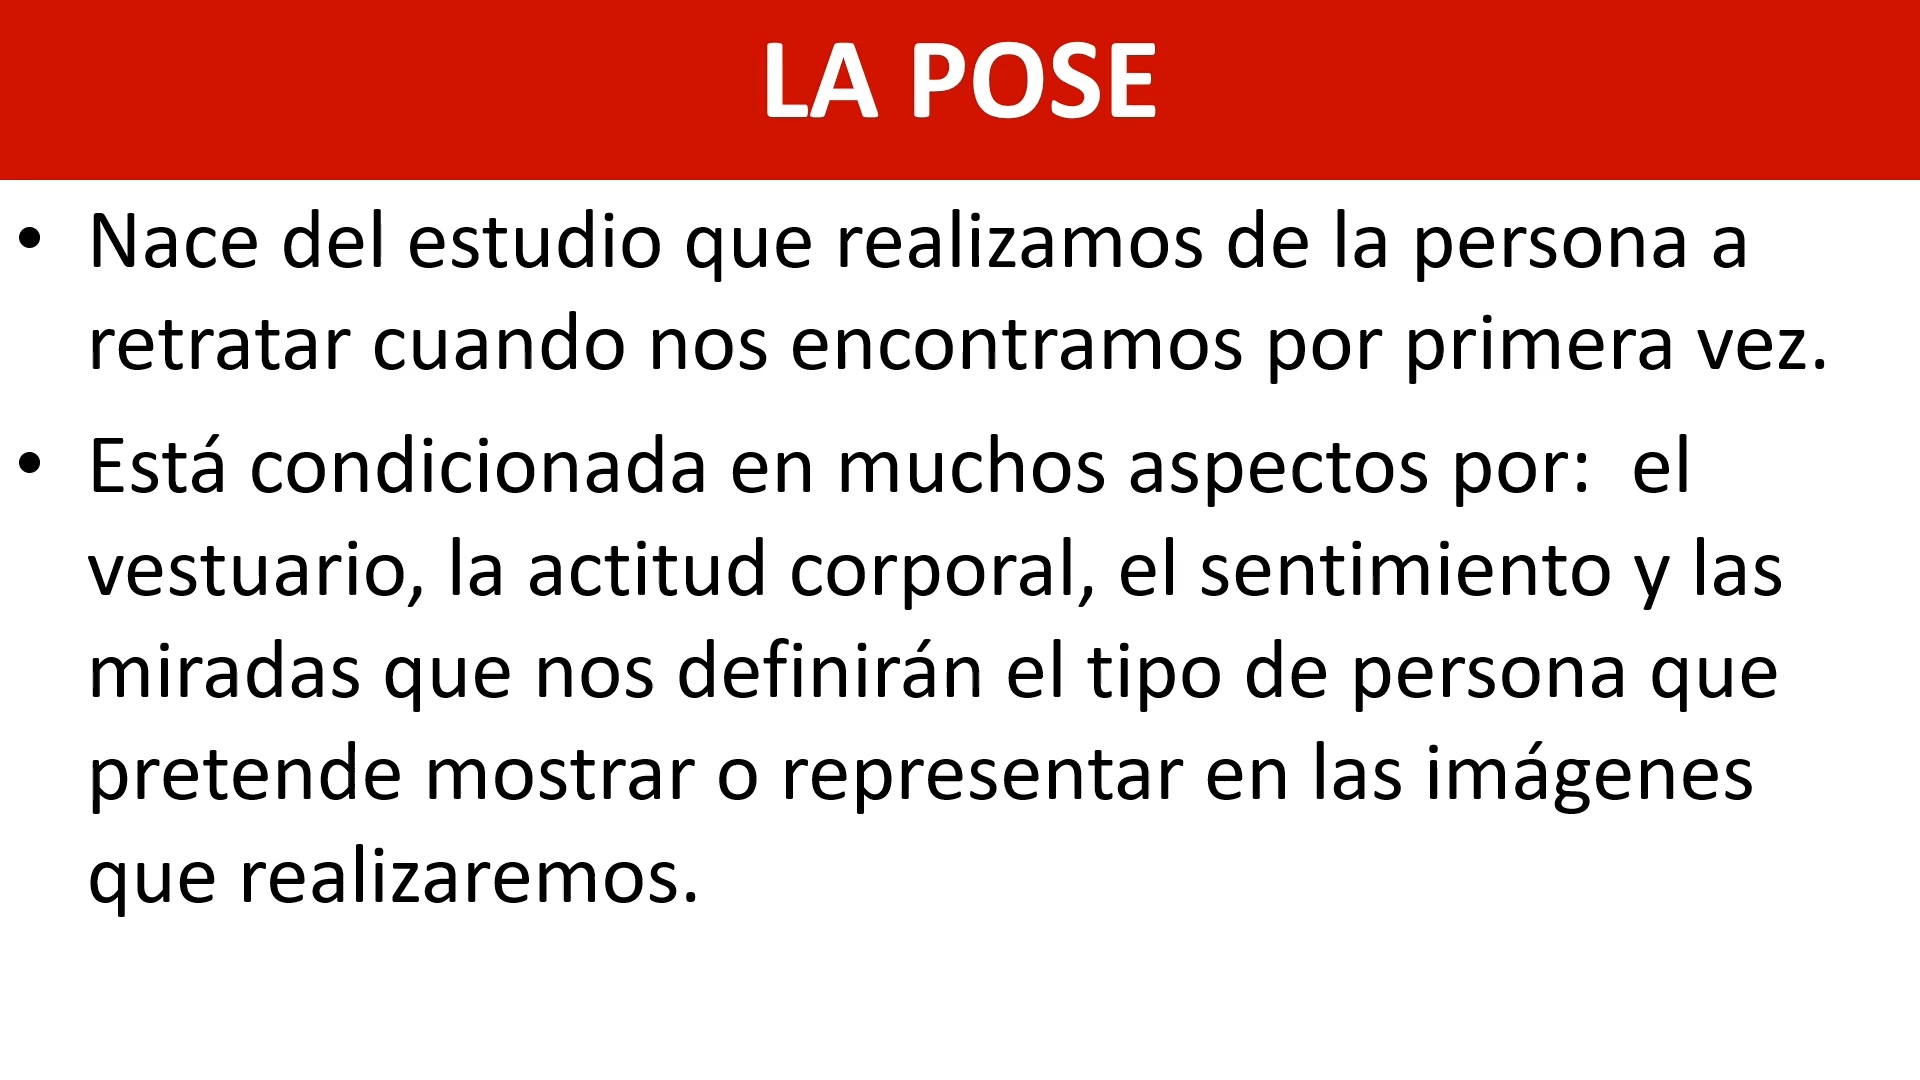 LA POSE
• Nace del estudio que realizamos de la persona a
retratar cuando nos encontramos por primera vez.
• Está condicionada en muchos aspectos por:  el
vestuario, la actitud corporal, el sentimiento y las
miradas que nos definirán el tipo de persona que
pretende mostrar o representar en las imágenes
que realizaremos.